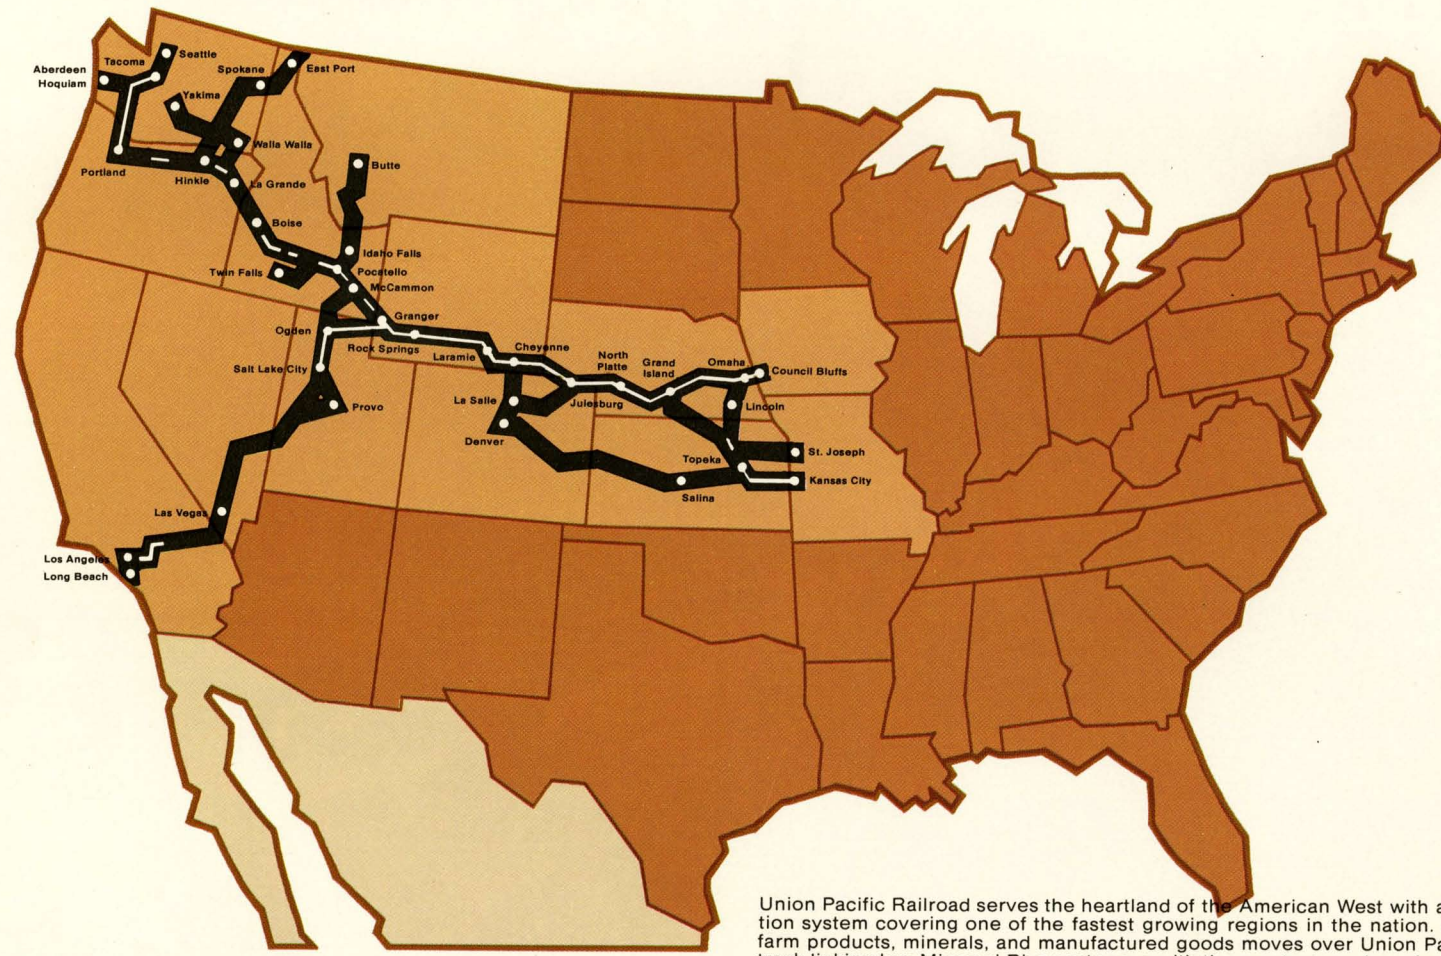 Seattle
Tacoma
Aberdeen
Hoquiam
Spokane
East Port
Yakima
Walla Walla
Portland
Hinkle
La Grande
Butte
Boise
Idaho Falls
Twin Falls
Pocatello
McCammon
Granger
Ogden
Rock Springs
Laramie
Cheyenne
North
Platte
Grand
Island
Omaha
Council Bluffs
Salt Lake City
Provo
La Salle
Julesburg
Lincoln
Denver
Topeka
St. Joseph
Salina
Kansas City
Las Vegas
Los Angeles
Long Beach
Union Pacific Railroad serves the heartland of the American West with a
tion system covering one of the fastest growing regions in the nation.
farm products, minerals, and manufactured goods moves over Union Pa